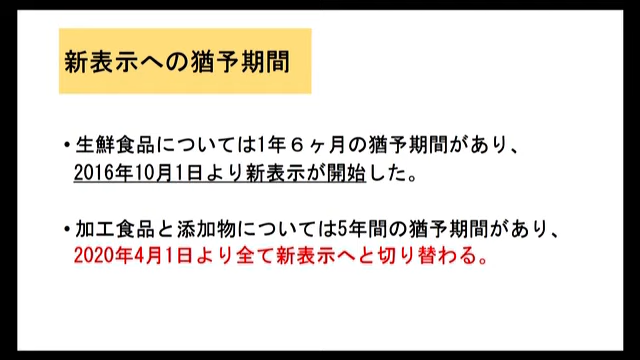 新表示への猶予期間
・生鮮食品については1年６ヶ月の猶予期間があり、
2016年10月1日より新表示が開始した。
・加工食品と添加物については5年間の猶予期間があり、
2020年4月1日より全て新表示へと切り替わる。